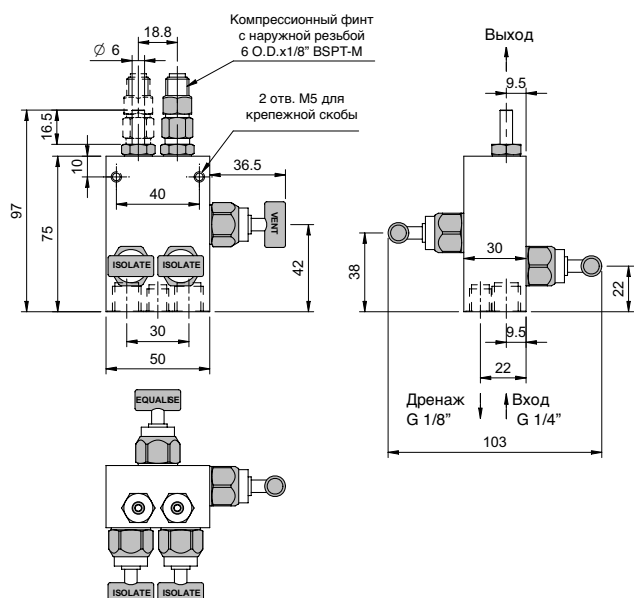 Компрессионный финт
с наружной резьбой
6 O.D.x1/8” BSPT-M
18.8
Ø 6
2 отв. M5 для
крепежной скобы
16.5
10
97
75
40
36.5
VENT
42
ISOLATE
ISOLATE
30
50
Выход
9.5
30
38
22
9.5
22
Дренаж
G 1/8”
Вход
G 1/4”
103
EQUALISE
ISOLATE
ISOLATE